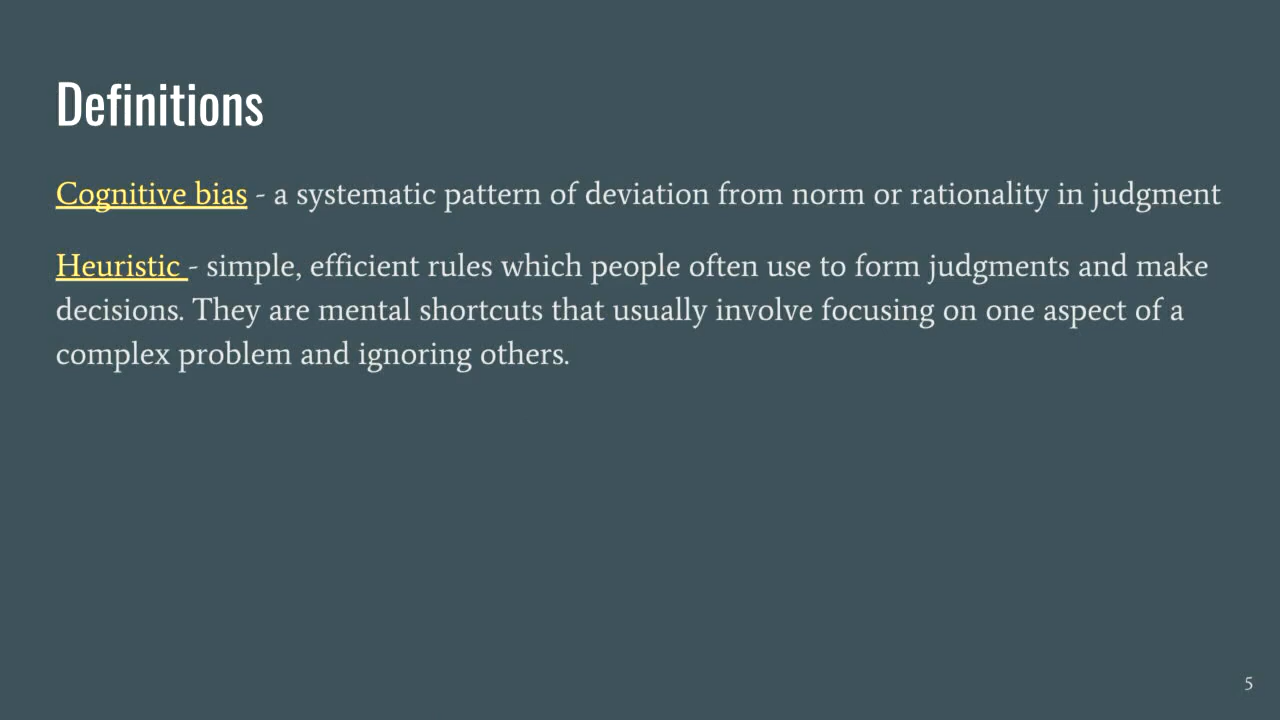 Definitions
Cognitive bias - a systematic pattern of deviation from norm or rationality in judgment
Heuristic - simple, efficient rules which people often use to form judgments and make
decisions. They are mental shortcuts that usually involve focusing on one aspect of a
complex problem and ignoring others.
5